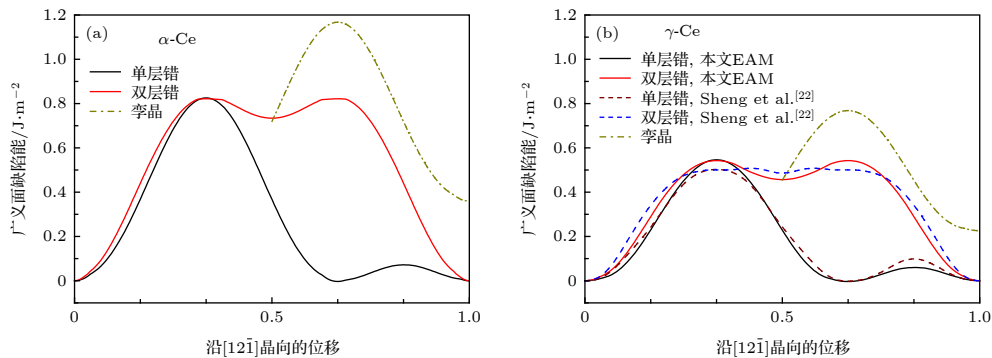 (a)
α-Ce
单层错
双层错
孪晶
1.2
1.0
0.8
0.6
0.4
0.2
0
0
0.5
1.0
广义面缺陷能/J·m⁻²
沿[121̄]晶向的位移
(b)
γ-Ce
单层错, 本文EAM
双层错, 本文EAM
单层错, Sheng et al.[22]
双层错, Sheng et al.[22]
孪晶
1.2
1.0
0.8
0.6
0.4
0.2
0
0
0.5
1.0
广义面缺陷能/J·m⁻²
沿[121̄]晶向的位移